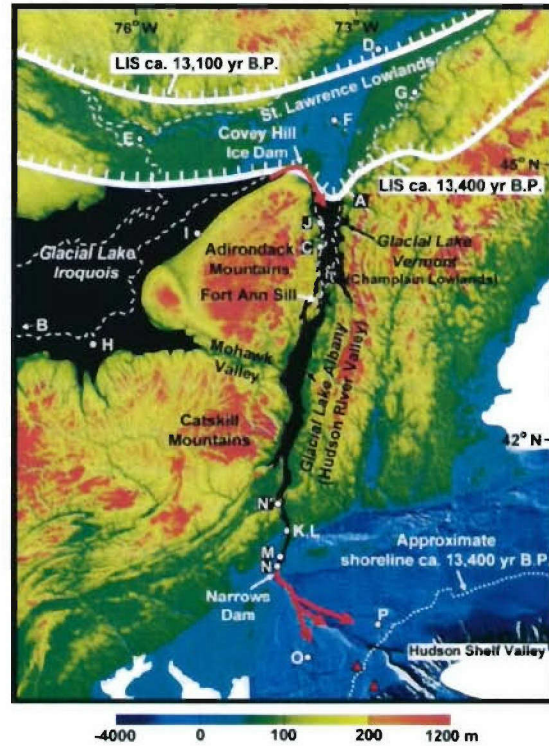 76° W
73° W
D
LIS ca. 13,100 yr B.P.
St. Lawrence Lowlands
G
F
E
Covey Hill
Ice Dam
45° N
LIS ca. 13,400 yr B.P.
A
J
I
C
Glacial Lake
Iroquois
Adirondack
Mountains
Glacial Lake
Vermont
(Champlain Lowlands)
Fort Ann Sill
B
H
Mohawk
Valley
Glacial Lake Albany
(Hudson River Valley)
Catskill
Mountains
42° N
N'
K,L
M
N
Approximate
shoreline ca. 13,400 yr B.P.
Narrows
Dam
P
O
Hudson Shelf Valley
-4000 0 100 200 1200 m